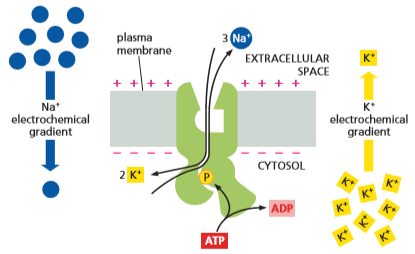 plasma
membrane
3 Na⁺
EXTRACELLULAR
SPACE
+ + + +
+ + + +
Na⁺
electrochemical
gradient
K⁺
K⁺
electrochemical
gradient
– – – –
– – – –
CYTOSOL
2 K⁺
P
ADP
ATP
K⁺
K⁺
K⁺
K⁺
K⁺
K⁺
K⁺
K⁺